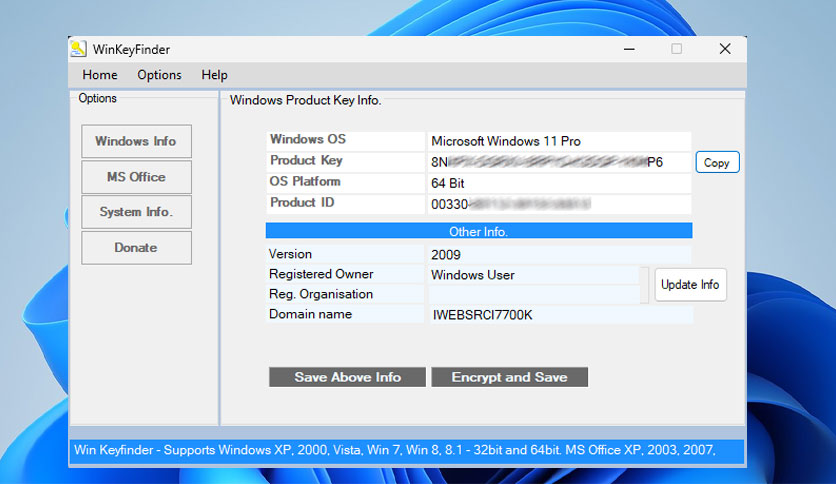 WinKeyFinder
Home Options Help
Options
Windows Info
MS Office
System Info.
Donate
Windows Product Key Info.
Windows OS Microsoft Windows 11 Pro
Product Key 8N P6 Copy
OS Platform 64 Bit
Product ID 00330-
Other Info.
Version 2009
Registered Owner Windows User
Update Info
Reg. Organisation
Domain name IWEBSRCI7700K
Save Above Info Encrypt and Save
Win Keyfinder - Supports Windows XP, 2000, Vista, Win 7, Win 8, 8.1 - 32bit and 64bit. MS Office XP, 2003, 2007,